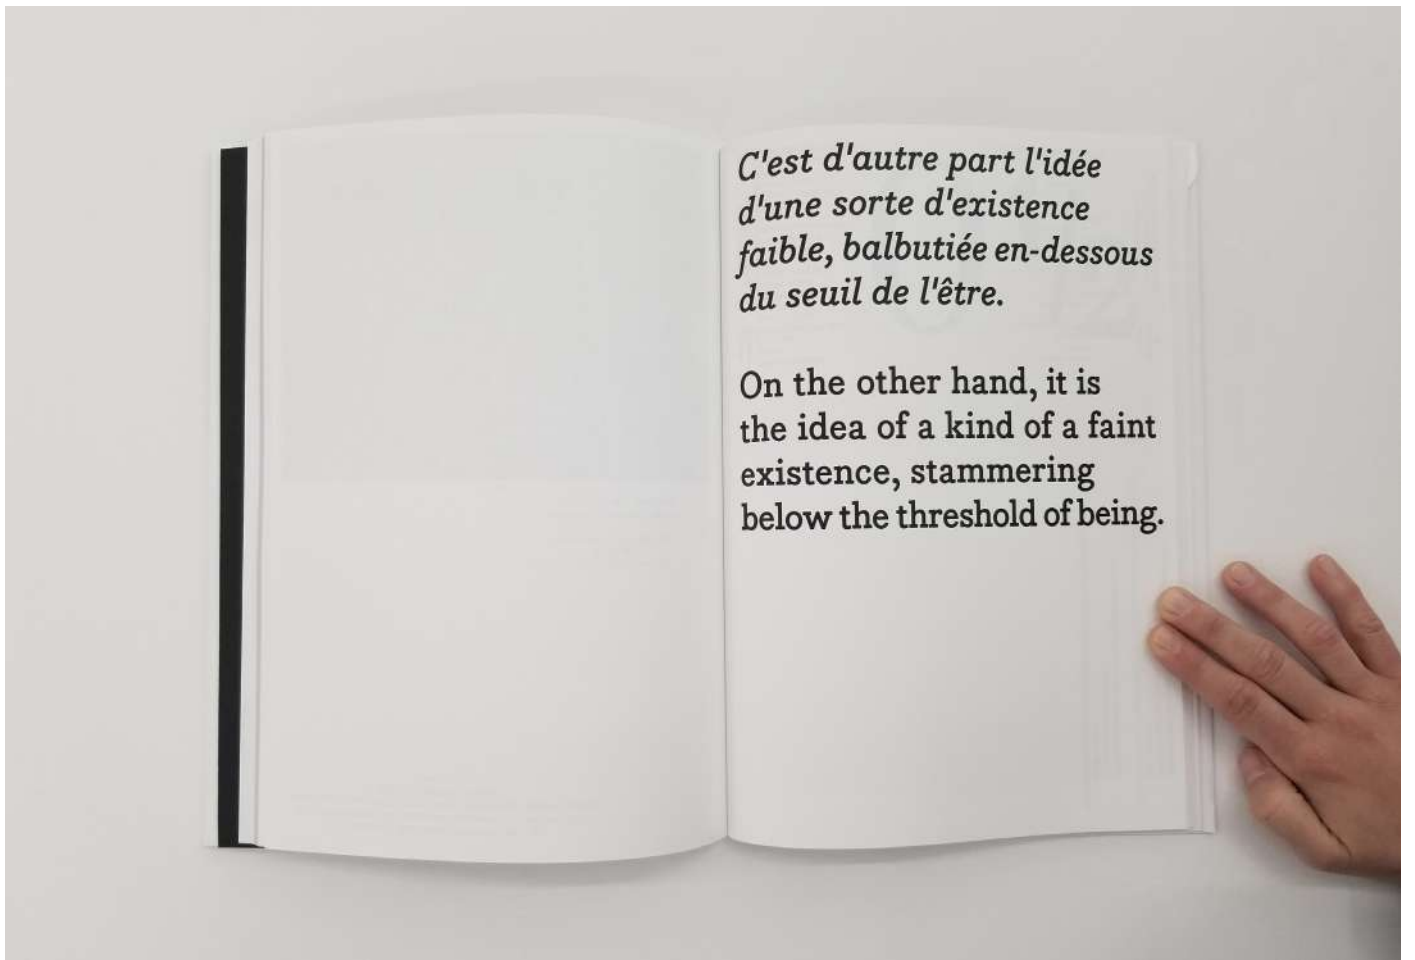 C'est d'autre part l'idée
d'une sorte d'existence
faible, balbutiée en-dessous
du seuil de l'être.
On the other hand, it is
the idea of a kind of a faint
existence, stammering
below the threshold of being.